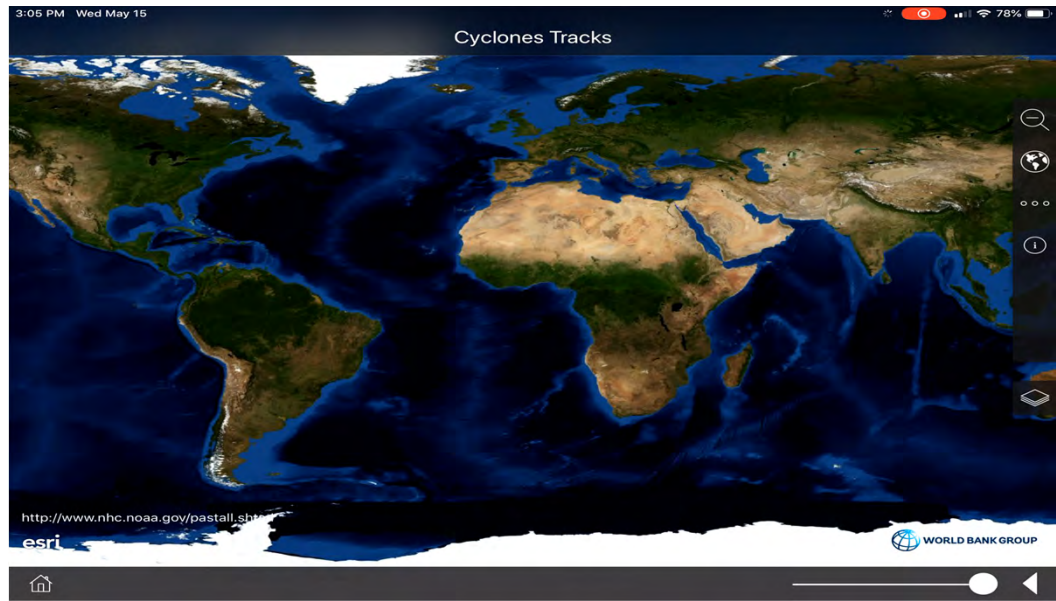 3:05 PM Wed May 15
78%
Cyclones Tracks
http://www.nhc.noaa.gov/pastall.sht
esri
WORLD BANK GROUP